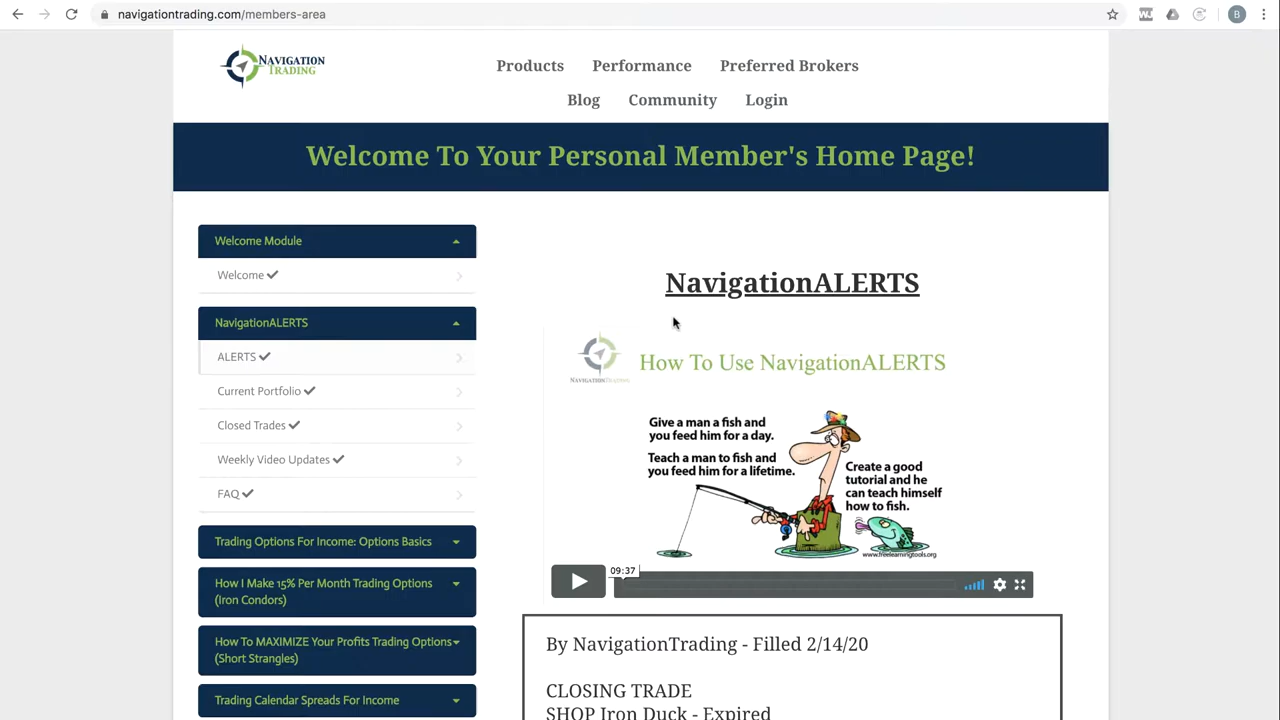 navigationtrading.com/members-area
B
NAVIGATION
TRADING
Products Performance Preferred Brokers
Blog Community Login
Welcome To Your Personal Member's Home Page!
Welcome Module
Welcome
NavigationALERTS
ALERTS
Current Portfolio
Closed Trades
Weekly Video Updates
FAQ
Trading Options For Income: Options Basics
How I Make 15% Per Month Trading Options
(Iron Condors)
How To MAXIMIZE Your Profits Trading Options
(Short Strangles)
Trading Calendar Spreads For Income
NavigationALERTS
NAVIGATIONTRADING
How To Use NavigationALERTS
Give a man a fish and
you feed him for a day.
Teach a man to fish and
you feed him for a lifetime.
Create a good
tutorial and he
can teach himself
how to fish.
www.freelearningtools.org
09:37
By NavigationTrading - Filled 2/14/20
CLOSING TRADE
SHOP Iron Duck - Expired